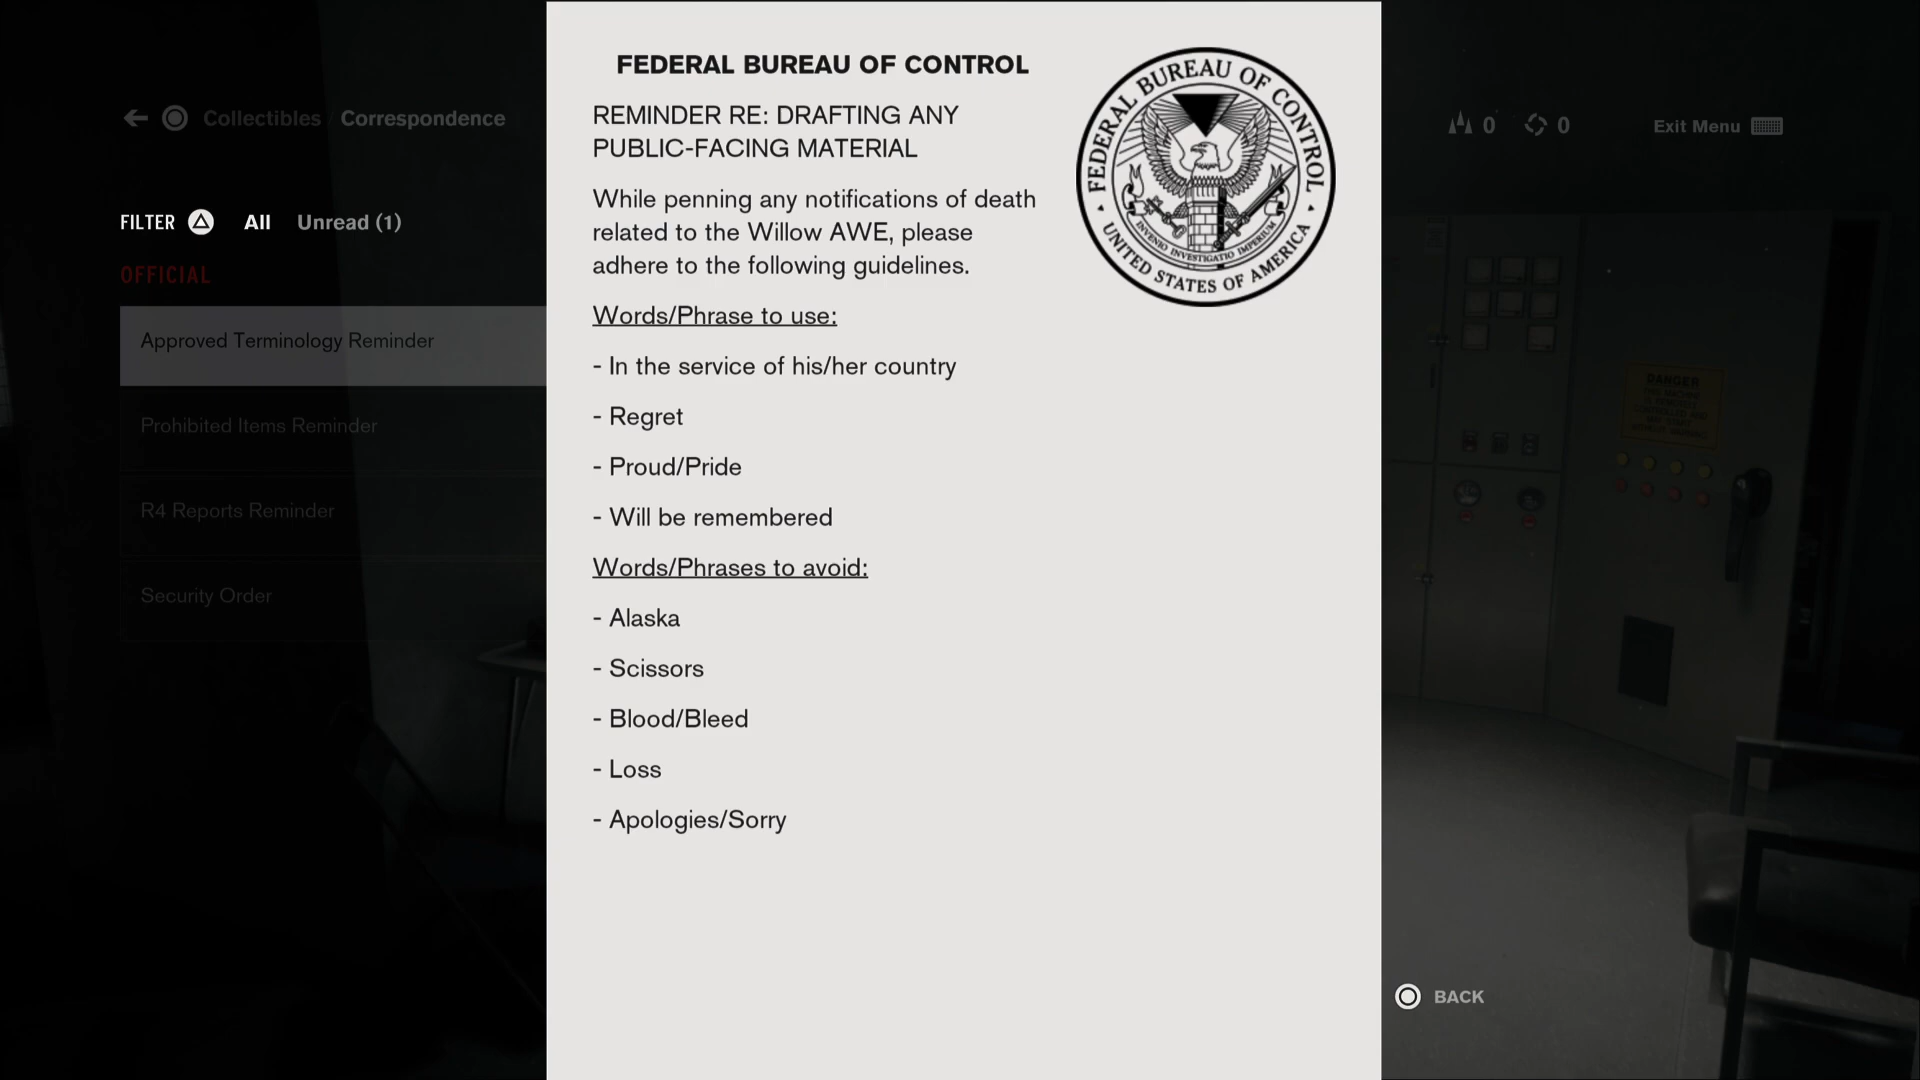 Collectibles / Correspondence
0
0
Exit Menu
FILTER
All
Unread (1)
OFFICIAL
Approved Terminology Reminder
Prohibited Items Reminder
R4 Reports Reminder
Security Order
FEDERAL BUREAU OF CONTROL
REMINDER RE: DRAFTING ANY
PUBLIC-FACING MATERIAL
While penning any notifications of death
related to the Willow AWE, please
adhere to the following guidelines.
Words/Phrase to use:
- In the service of his/her country
- Regret
- Proud/Pride
- Will be remembered
Words/Phrases to avoid:
- Alaska
- Scissors
- Blood/Bleed
- Loss
- Apologies/Sorry
FEDERAL BUREAU OF CONTROL
INVENIO INVESTIGATIO IMPERIUM
UNITED STATES OF AMERICA
DANGER
BACK